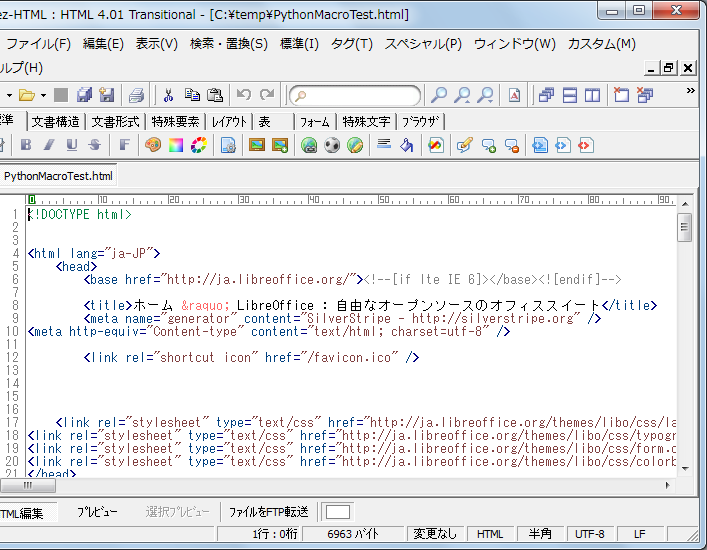 ez-HTML : HTML 4.01 Transitional - [C:¥temp¥PythonMacroTest.html]
ファイル(F) 編集(E) 表示(V) 検索・置換(S) 標準(I) タグ(T) スペシャル(P) ウィンドウ(W) カスタム(M)
ルプ(H)
準 文書構造 文書形式 特殊要素 レイアウト 表 フォーム 特殊文字 ブラウザ
B I U S F
PythonMacroTest.html
0 10 20 30 40 50 60 70 80 90
1 <!DOCTYPE html>
2
3
4 <html lang="ja-JP">
5 <head>
6 <base href="http://ja.libreoffice.org/"><!--[if lte IE 6]></base><![endif]-->
7
8 <title>ホーム &raquo; LibreOffice : 自由なオープンソースのオフィススイート</title>
9 <meta name="generator" content="SilverStripe - http://silverstripe.org" />
10 <meta http-equiv="Content-type" content="text/html; charset=utf-8" />
11
12 <link rel="shortcut icon" href="/favicon.ico" />
13
14
15
16
17 <link rel="stylesheet" type="text/css" href="http://ja.libreoffice.org/themes/libo/css/la
18 <link rel="stylesheet" type="text/css" href="http://ja.libreoffice.org/themes/libo/css/typogr
19 <link rel="stylesheet" type="text/css" href="http://ja.libreoffice.org/themes/libo/css/form.c
20 <link rel="stylesheet" type="text/css" href="http://ja.libreoffice.org/themes/libo/css/colorb
21 </head>
TML編集 プレビュー 選択プレビュー ファイルをFTP転送
1行：0桁 6963 バイト 変更なし HTML 半角 UTF-8 LF